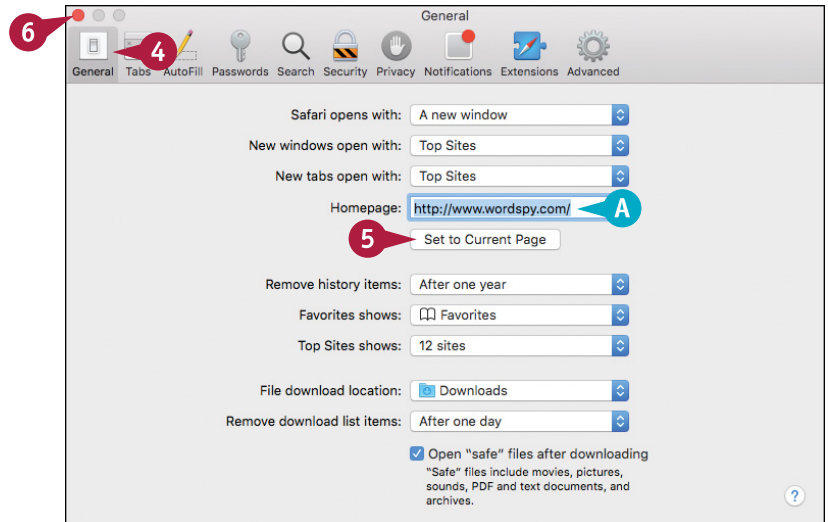 General
6
4
General Tabs AutoFill Passwords Search Security Privacy Notifications Extensions Advanced
Safari opens with: A new window
New windows open with: Top Sites
New tabs open with: Top Sites
Homepage: http://www.wordspy.com/ A
5 Set to Current Page
Remove history items: After one year
Favorites shows: Favorites
Top Sites shows: 12 sites
File download location: Downloads
Remove download list items: After one day
Open "safe" files after downloading
"Safe" files include movies, pictures,
sounds, PDF and text documents, and
archives.
?